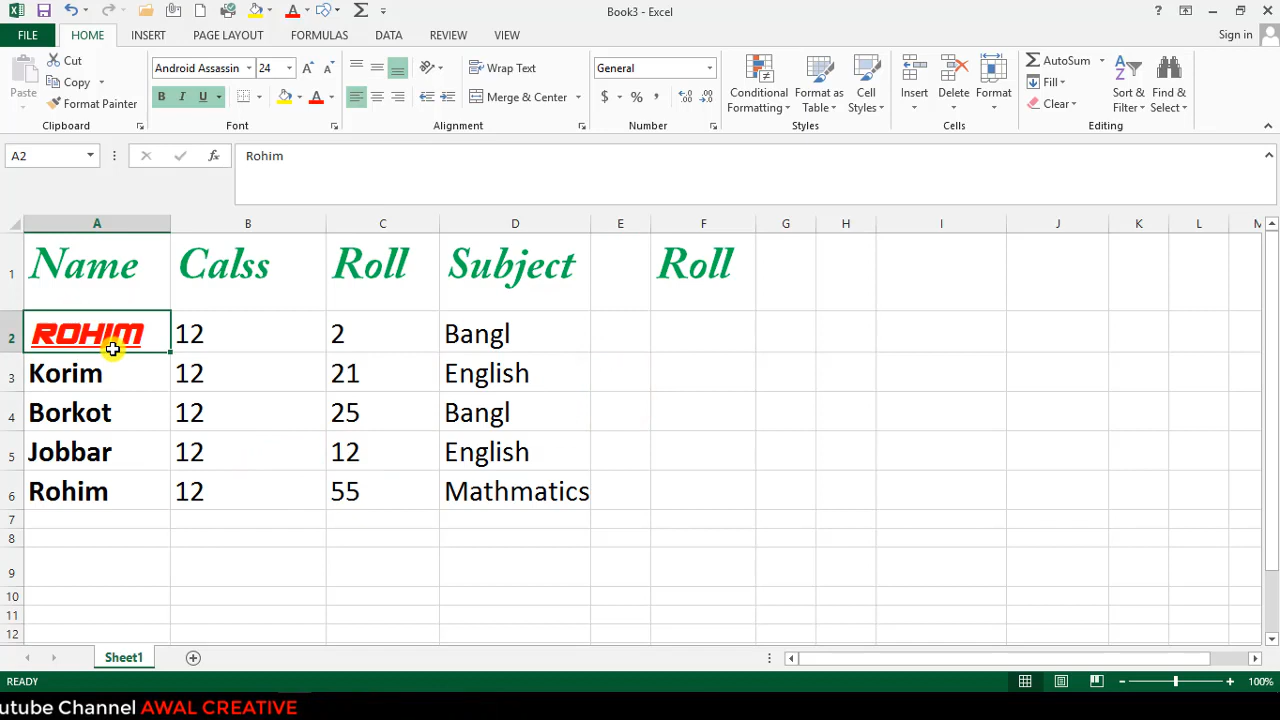 Book3 - Excel
Sign in
FILE HOME INSERT PAGE LAYOUT FORMULAS DATA REVIEW VIEW
Paste
Cut
Copy
Format Painter
Clipboard
Android Assassin 24
B I U
Font
Wrap Text
Merge & Center
Alignment
General
$ % ,
Number
Conditional Formatting
Format as Table
Cell Styles
Styles
Insert Delete Format
Cells
AutoSum
Fill
Clear
Sort & Filter
Find & Select
Editing
A2 fx Rohim
A B C D E F G H I J K L M
1 Name Calss Roll Subject Roll
2 ROHIM 12 2 Bangl
3 Korim 12 21 English
4 Borkot 12 25 Bangl
5 Jobbar 12 12 English
6 Rohim 12 55 Mathmatics
7
8
9
10
11
12
Sheet1
READY 100%
utube Channel AWAL CREATIVE